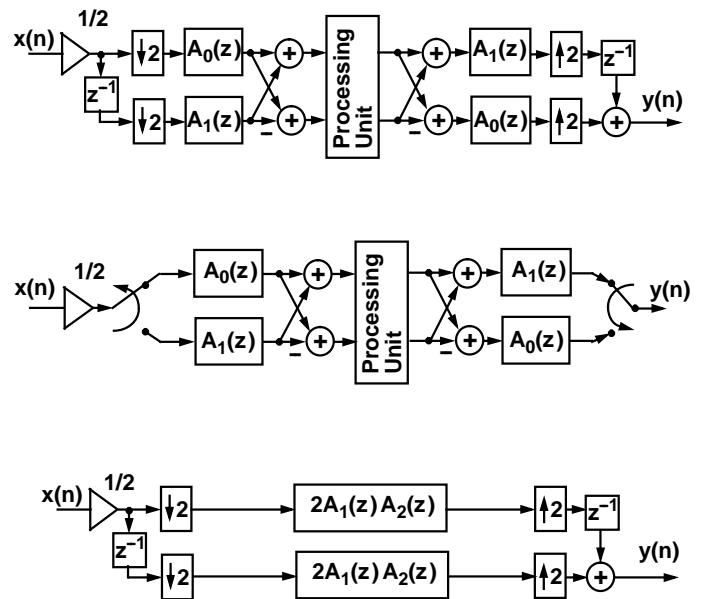 1/2
x(n)
↓2
A₀(z)
+
Processing
Unit
+
A₁(z)
↑2
z⁻¹
z⁻¹
↓2
A₁(z)
–
+
–
+
A₀(z)
↑2
+
y(n)
1/2
x(n)
A₀(z)
+
Processing
Unit
+
A₁(z)
y(n)
A₁(z)
–
+
–
+
A₀(z)
1/2
x(n)
↓2
2A₁(z) A₂(z)
↑2
z⁻¹
z⁻¹
↓2
2A₁(z) A₂(z)
↑2
+
y(n)